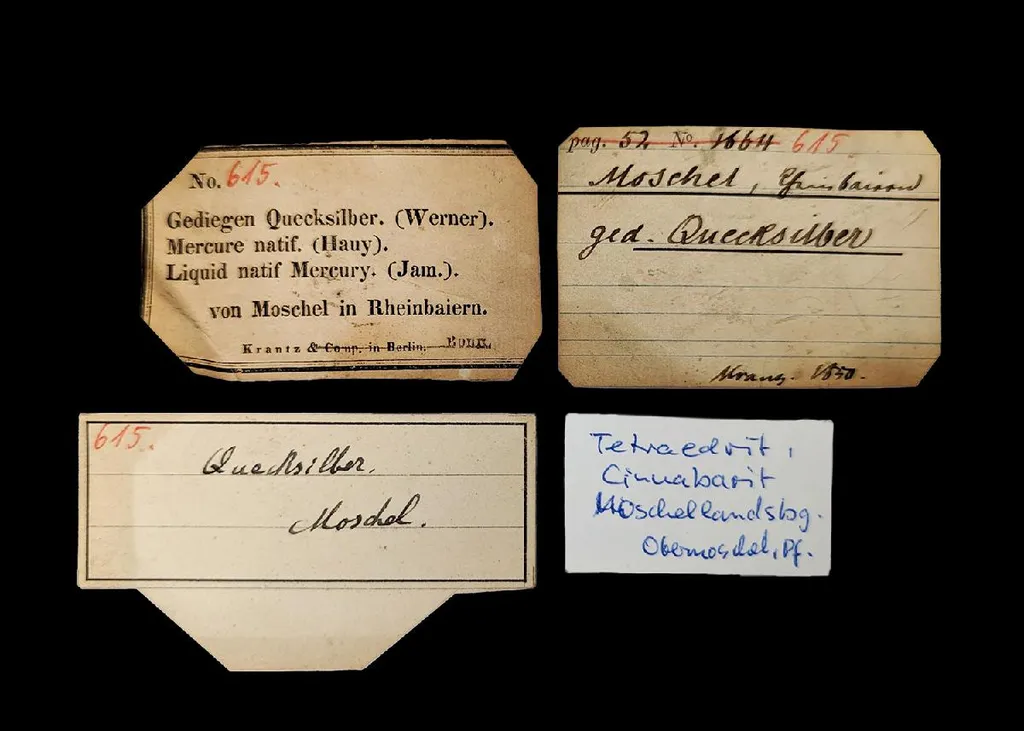 No. 615.
Gediegen Quecksilber. (Werner).
Mercure natif. (Hauy).
Liquid natif Mercury. (Jam.).
von Moschel in Rheinbaiern.
Krantz & Comp. in Berlin. Bonn.
pag. 52 No. 1664 615
Moschel, Rheinbaiern
ged. Quecksilber
Krantz. 1850.
615.
Quecksilber.
Moschel.
Tetraedrit,
Cinnabarit
Moschellandsbg.
Obermoschel, Pf.